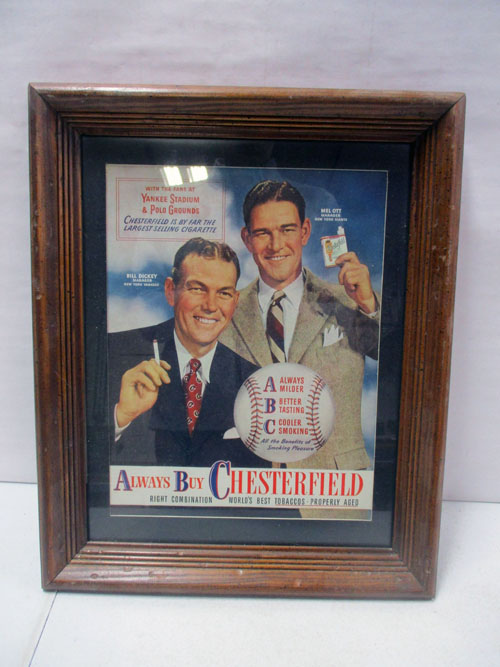 WITH THE FANS AT
YANKEE STADIUM
& POLO GROUNDS
CHESTERFIELD IS BY FAR THE
LARGEST SELLING CIGARETTE
MEL OTT
MANAGER
NEW YORK GIANTS
BILL DICKEY
MANAGER
NEW YORK YANKEES
A ALWAYS
MILDER
B BETTER
TASTING
C COOLER
SMOKING
All the Benefits of
Smoking Pleasure
ALWAYS BUY CHESTERFIELD
RIGHT COMBINATION WORLD'S BEST TOBACCOS PROPERLY AGED